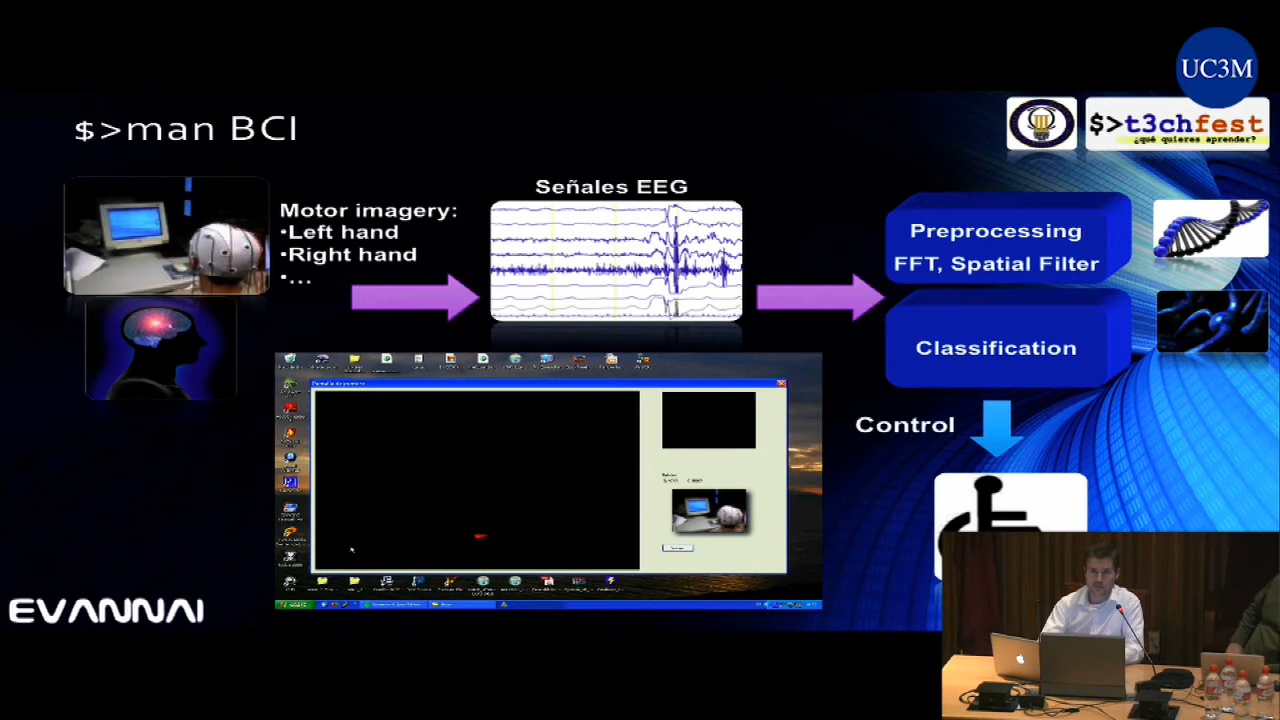 UC3M
$>man BCI
$>t3chfest
¿qué quieres aprender?
Motor imagery:
•Left hand
•Right hand
•...
Señales EEG
Preprocessing
FFT, Spatial Filter
Classification
Control
EVANNAI